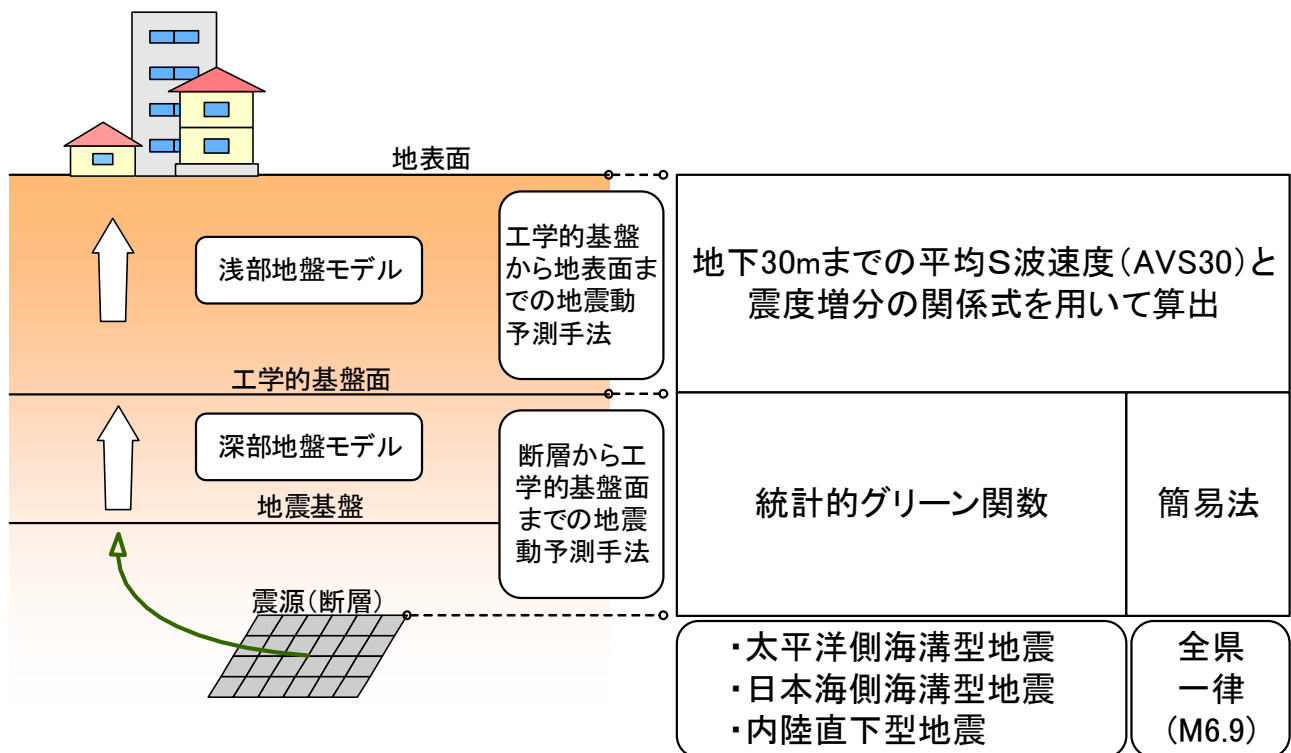 地表面
浅部地盤モデル
工学的基盤
から地表面ま
での地震動
予測手法
地下30mまでの平均S波速度(AVS30)と
震度増分の関係式を用いて算出
工学的基盤面
深部地盤モデル
地震基盤
断層から工
学的基盤面
までの地震
動予測手法
統計的グリーン関数
簡易法
震源(断層)
・太平洋側海溝型地震
・日本海側海溝型地震
・内陸直下型地震
全県
一律
(M6.9)